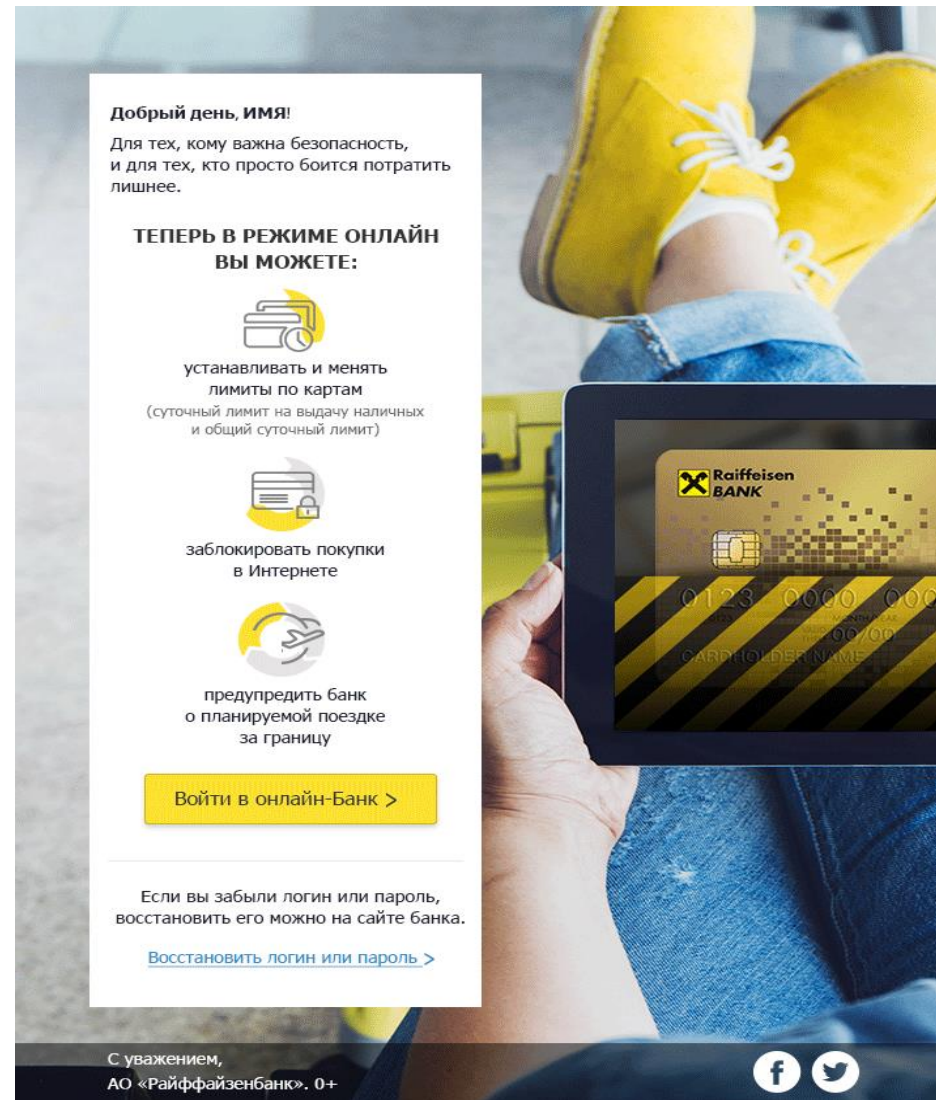 Добрый день, ИМЯ!
Для тех, кому важна безопасность,
и для тех, кто просто боится потратить
лишнее.
ТЕПЕРЬ В РЕЖИМЕ ОНЛАЙН
ВЫ МОЖЕТЕ:
устанавливать и менять
лимиты по картам
(суточный лимит на выдачу наличных
и общий суточный лимит)
заблокировать покупки
в Интернете
предупредить банк
о планируемой поездке
за границу
Войти в онлайн-Банк >
Если вы забыли логин или пароль,
восстановить его можно на сайте банка.
Восстановить логин или пароль >
Raiffeisen
BANK
0123 0000 000
0123
MONTH/YEAR
00/00
CARDHOLDER NAME
С уважением,
АО «Райффайзенбанк». 0+